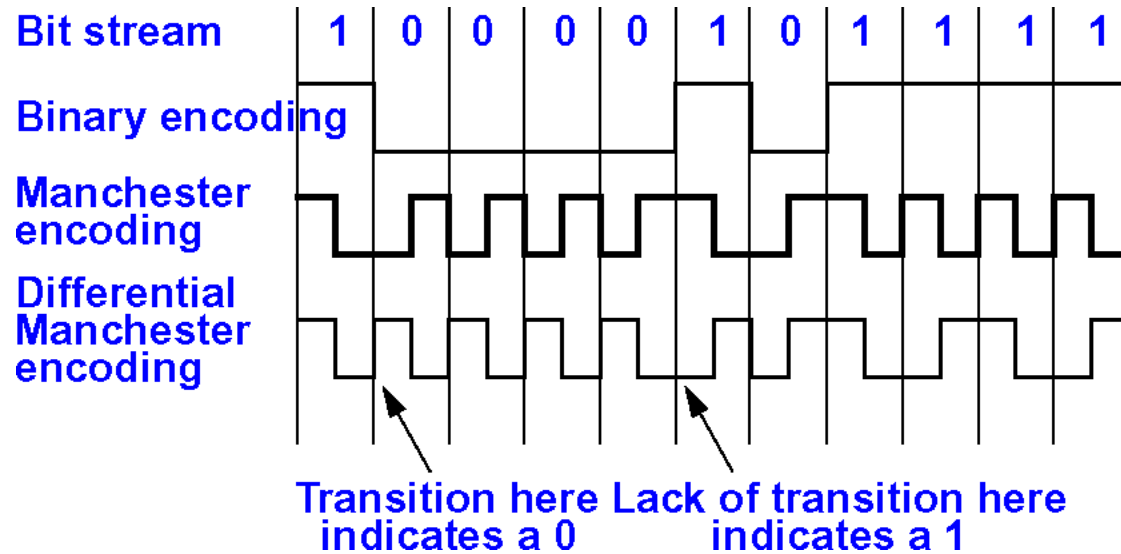 Bit stream 1 0 0 0 0 1 0 1 1 1 1
Binary encoding
Manchester
encoding
Differential
Manchester
encoding
Transition here Lack of transition here
indicates a 0 indicates a 1